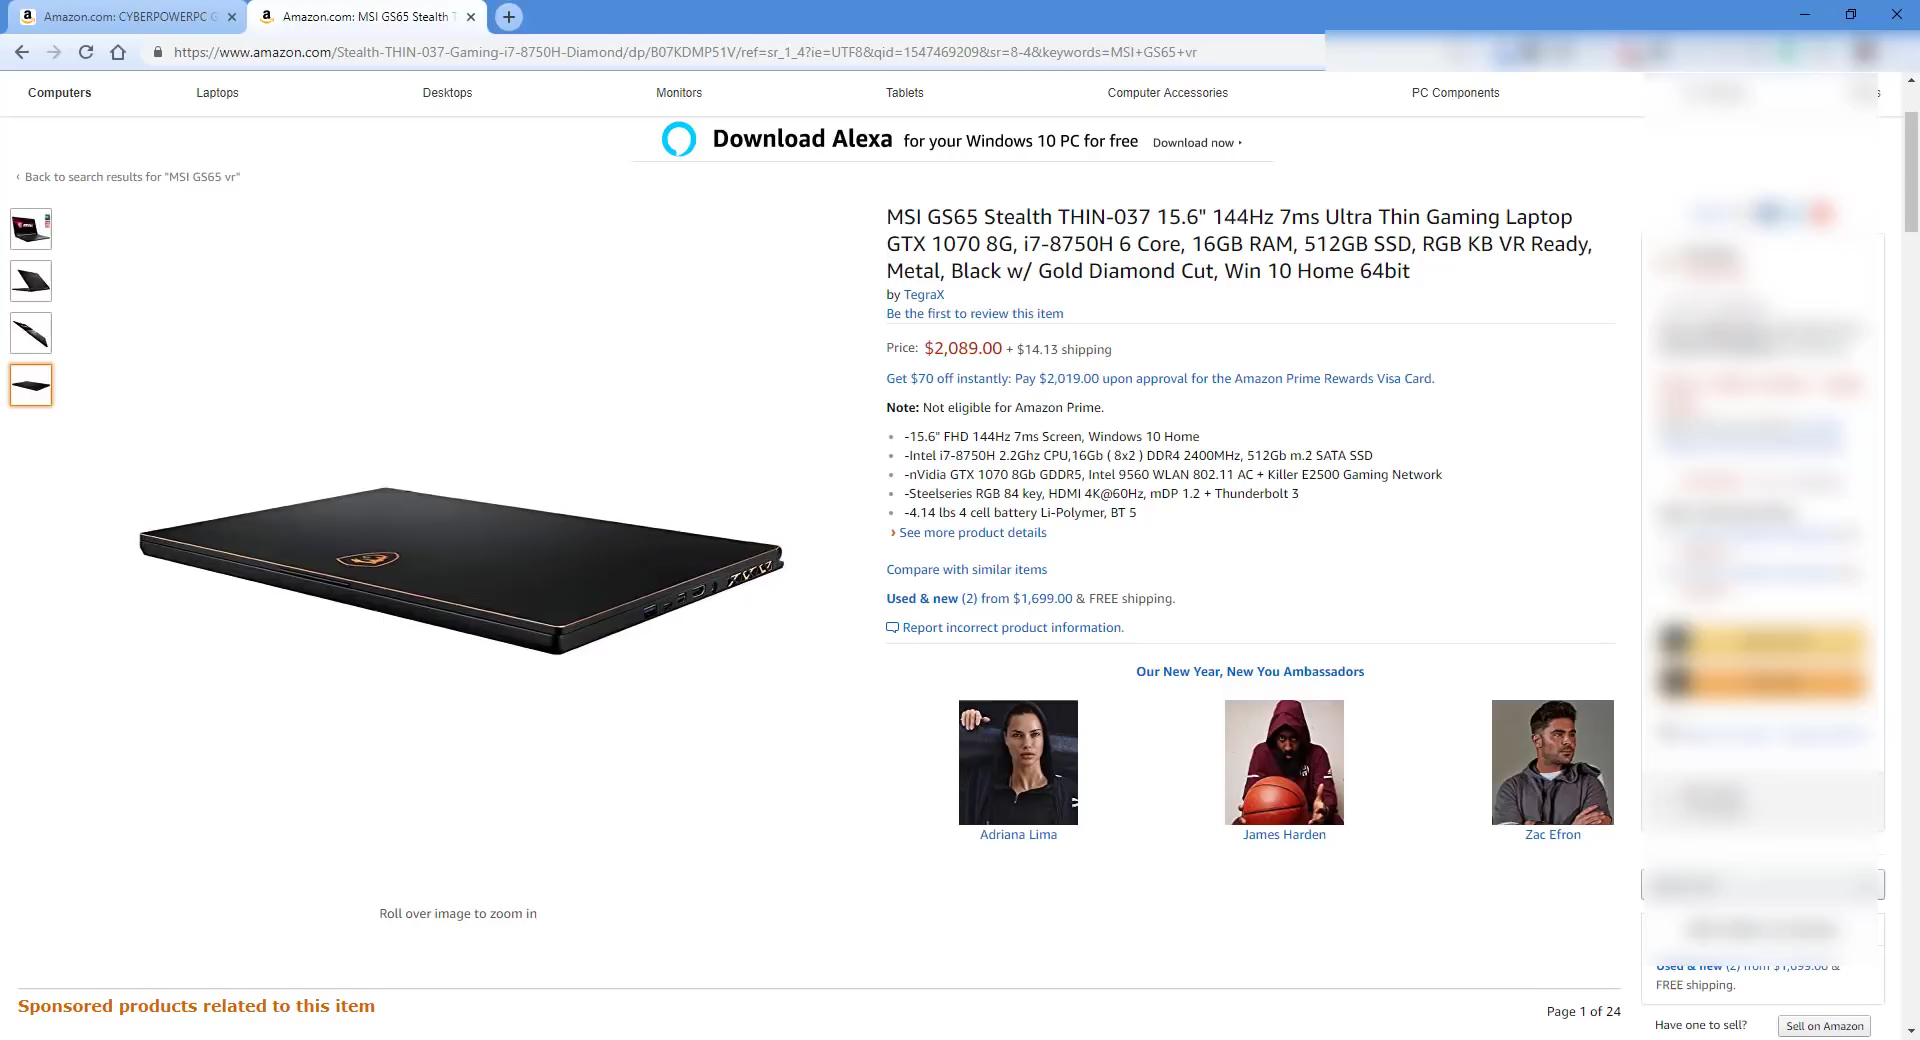 Amazon.com: CYBERPOWERPC G
Amazon.com: MSI GS65 Stealth T
https://www.amazon.com/Stealth-THIN-037-Gaming-i7-8750H-Diamond/dp/B07KDMP51V/ref=sr_1_4?ie=UTF8&qid=1547469209&sr=8-4&keywords=MSI+GS65+vr
Computers Laptops Desktops Monitors Tablets Computer Accessories PC Components
Download Alexa for your Windows 10 PC for free Download now ›
‹ Back to search results for "MSI GS65 vr"
MSI GS65 Stealth THIN-037 15.6" 144Hz 7ms Ultra Thin Gaming Laptop
GTX 1070 8G, i7-8750H 6 Core, 16GB RAM, 512GB SSD, RGB KB VR Ready,
Metal, Black w/ Gold Diamond Cut, Win 10 Home 64bit
by TegraX
Be the first to review this item
Price: $2,089.00 + $14.13 shipping
Get $70 off instantly: Pay $2,019.00 upon approval for the Amazon Prime Rewards Visa Card.
Note: Not eligible for Amazon Prime.
-15.6" FHD 144Hz 7ms Screen, Windows 10 Home
-Intel i7-8750H 2.2Ghz CPU,16Gb ( 8x2 ) DDR4 2400MHz, 512Gb m.2 SATA SSD
-nVidia GTX 1070 8Gb GDDR5, Intel 9560 WLAN 802.11 AC + Killer E2500 Gaming Network
-Steelseries RGB 84 key, HDMI 4K@60Hz, mDP 1.2 + Thunderbolt 3
-4.14 lbs 4 cell battery Li-Polymer, BT 5
› See more product details
Compare with similar items
Used & new (2) from $1,699.00 & FREE shipping.
Report incorrect product information.
Our New Year, New You Ambassadors
Adriana Lima James Harden Zac Efron
Roll over image to zoom in
Used & new (2) from $1,699.00 &
FREE shipping.
Sponsored products related to this item
Page 1 of 24
Have one to sell? Sell on Amazon